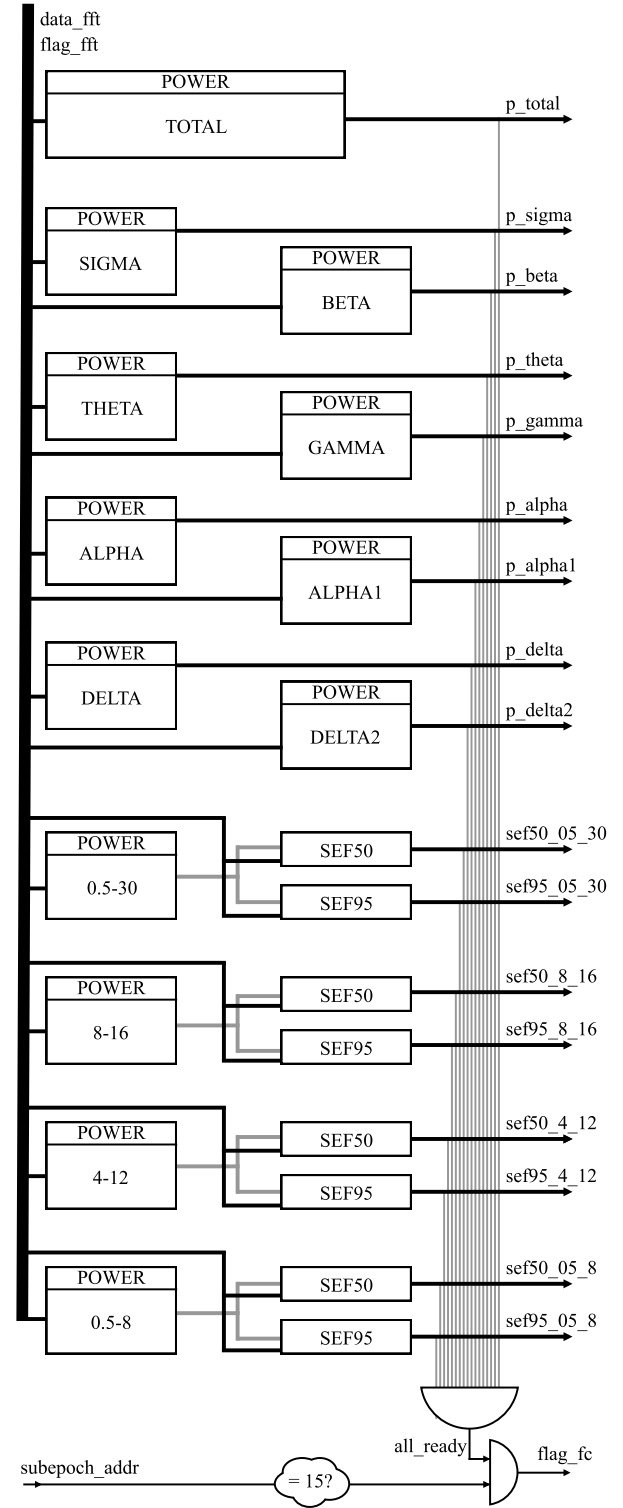 data_fft
flag_fft
POWER
TOTAL
p_total
POWER
SIGMA
p_sigma
POWER
BETA
p_beta
POWER
THETA
p_theta
POWER
GAMMA
p_gamma
POWER
ALPHA
p_alpha
POWER
ALPHA1
p_alpha1
POWER
DELTA
p_delta
POWER
DELTA2
p_delta2
POWER
0.5-30
SEF50
sef50_05_30
SEF95
sef95_05_30
POWER
8-16
SEF50
sef50_8_16
SEF95
sef95_8_16
POWER
4-12
SEF50
sef50_4_12
SEF95
sef95_4_12
POWER
0.5-8
SEF50
sef50_05_8
SEF95
sef95_05_8
all_ready
flag_fc
subepoch_addr
= 15?